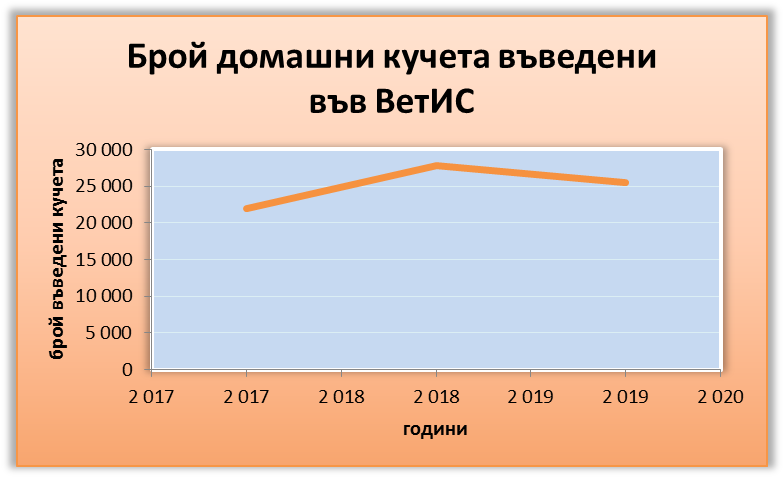 Брой домашни кучета въведени
във ВетИС
брой въведени кучета
30 000
25 000
20 000
15 000
10 000
5 000
0
2 017 2 017 2 018 2 018 2 019 2 019 2 020
години